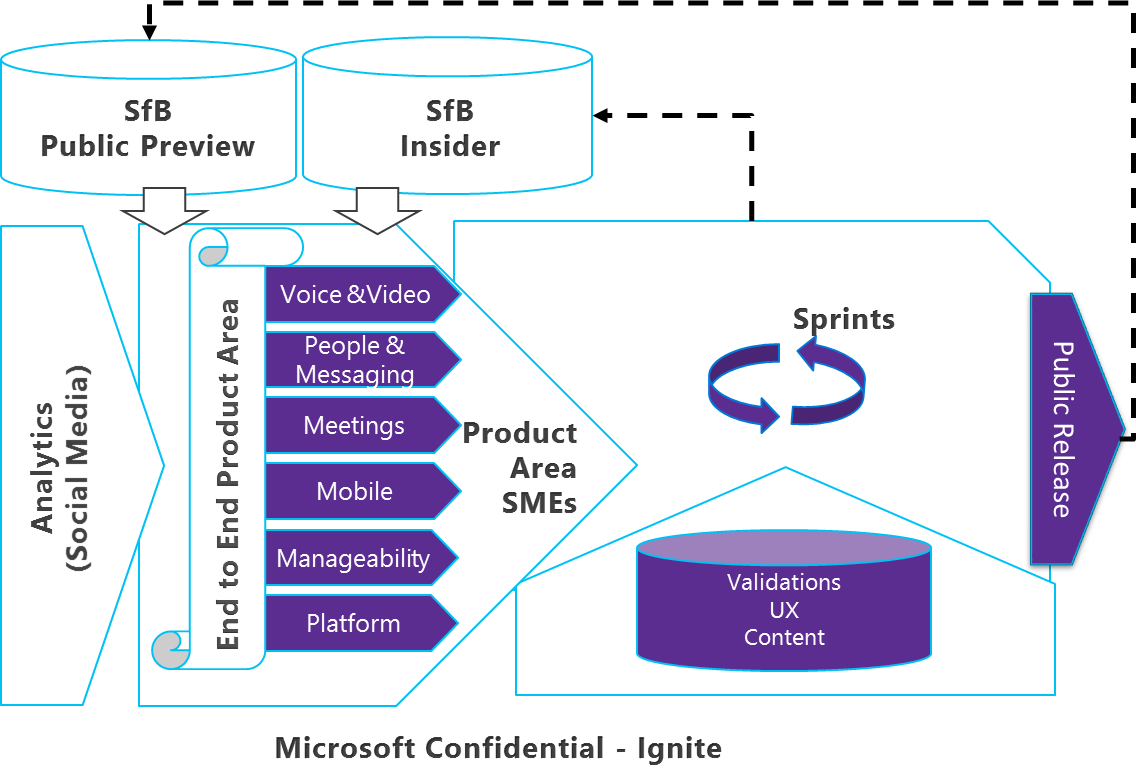 SfB
Public Preview
SfB
Insider
Analytics
(Social Media)
End to End Product Area
Voice &Video
People &
Messaging
Meetings
Mobile
Manageability
Platform
Product
Area
SMEs
Sprints
Validations
UX
Content
Public Release
Microsoft Confidential - Ignite